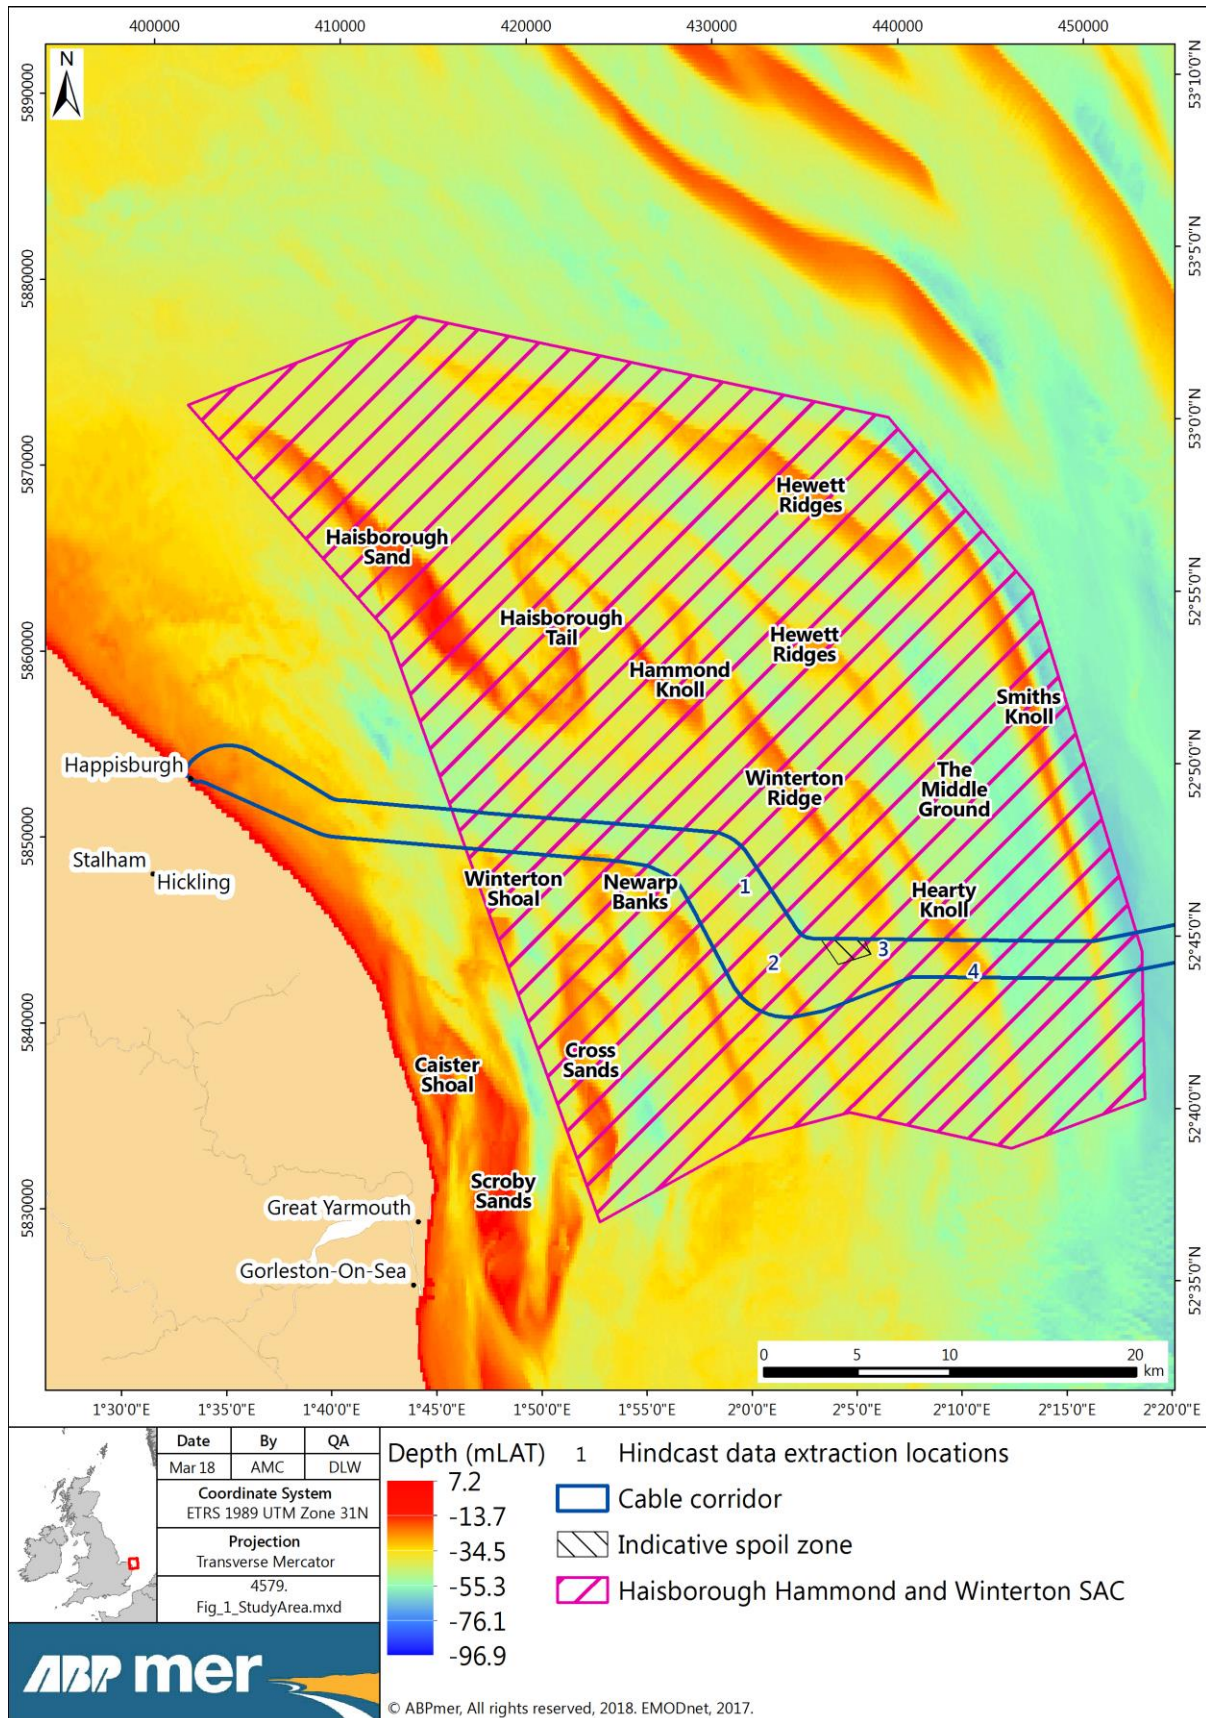 400000 410000 420000 430000 440000 450000
N
5890000
5880000
5870000
5860000
5850000
5840000
5830000
53°10'0"N
53°5'0"N
53°0'0"N
52°55'0"N
52°50'0"N
52°45'0"N
52°40'0"N
52°35'0"N
Hewett
Ridges
Haisborough
Sand
Haisborough
Tail
Hewett
Ridges
Hammond
Knoll
Smiths
Knoll
Happisburgh
Winterton
Ridge
The
Middle
Ground
Stalham
Hickling
Winterton
Shoal
Newarp
Banks
1
Hearty
Knoll
2
3
4
Caister
Shoal
Cross
Sands
Scroby
Sands
Great Yarmouth
Gorleston-On-Sea
0 5 10 20
km
1°30'0"E 1°35'0"E 1°40'0"E 1°45'0"E 1°50'0"E 1°55'0"E 2°0'0"E 2°5'0"E 2°10'0"E 2°15'0"E 2°20'0"E
Date By QA
Mar 18 AMC DLW
Coordinate System
ETRS 1989 UTM Zone 31N
Projection
Transverse Mercator
4579.
Fig_1_StudyArea.mxd
ABP mer
Depth (mLAT)
7.2
-13.7
-34.5
-55.3
-76.1
-96.9
1 Hindcast data extraction locations
Cable corridor
Indicative spoil zone
Haisborough Hammond and Winterton SAC
© ABPmer, All rights reserved, 2018. EMODnet, 2017.